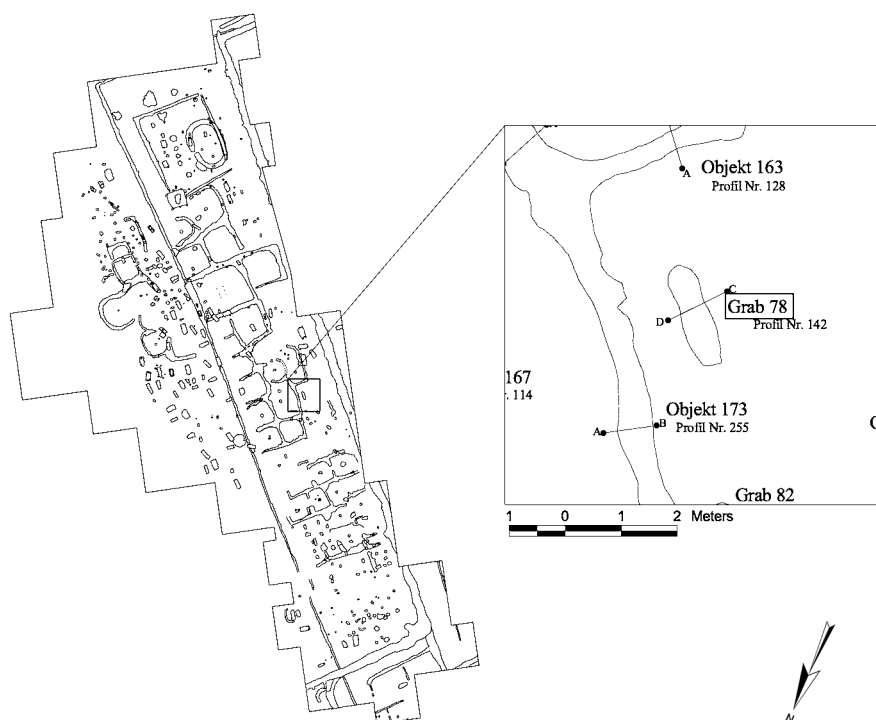 A
Objekt 163
Profil Nr. 128
C
Grab 78
D
Profil Nr. 142
167
r. 114
Objekt 173
A
B
Profil Nr. 255
Grab 82
1 0 1 2 Meters
N